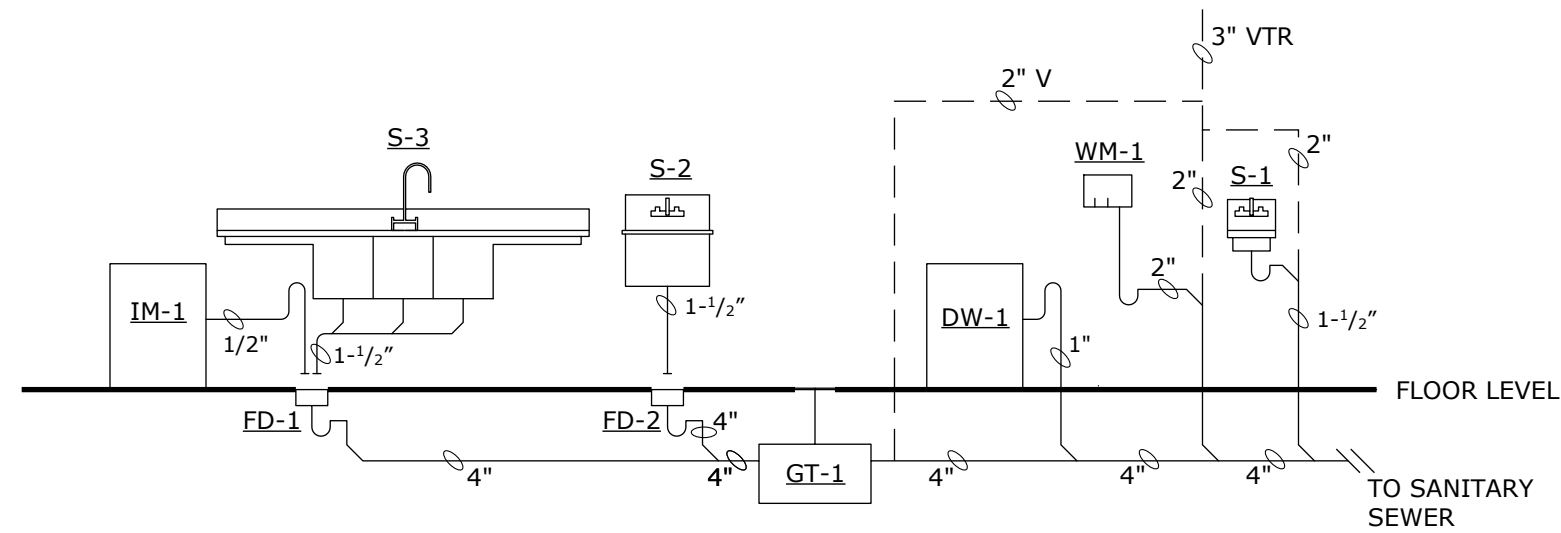 3" VTR
2" V
S-3
S-2
WM-1
2"
S-1
2"
IM-1
1/2"
1-1/2"
1-1/2"
DW-1
1"
2"
1-1/2"
FLOOR LEVEL
FD-1
FD-2
4"
4"
4"
GT-1
4"
4"
4"
TO SANITARY
SEWER